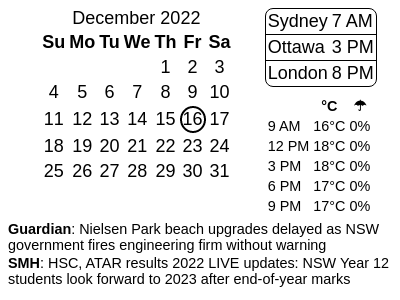 December 2022
Su Mo Tu We Th Fr Sa
1 2 3
4 5 6 7 8 9 10
11 12 13 14 15 16 17
18 19 20 21 22 23 24
25 26 27 28 29 30 31
Sydney 7 AM
Ottawa 3 PM
London 8 PM
°C ☂
9 AM 16°C 0%
12 PM 18°C 0%
3 PM 18°C 0%
6 PM 17°C 0%
9 PM 17°C 0%
Guardian: Nielsen Park beach upgrades delayed as NSW
government fires engineering firm without warning
SMH: HSC, ATAR results 2022 LIVE updates: NSW Year 12
students look forward to 2023 after end-of-year marks